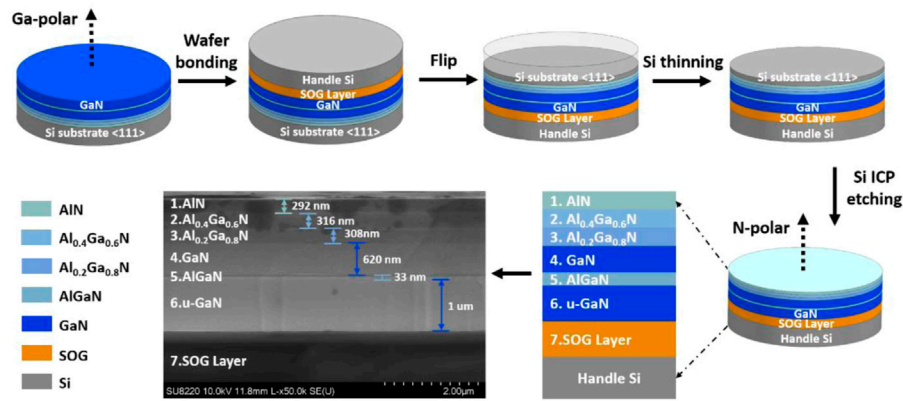 Ga-polar
GaN
Si substrate <111>
Wafer
bonding
Handle Si
SOG Layer
GaN
Si substrate <111>
Flip
Si substrate <111>
GaN
SOG Layer
Handle Si
Si thinning
Si substrate <111>
GaN
SOG Layer
Handle Si
Si ICP
etching
N-polar
GaN
SOG Layer
Handle Si
1. AlN
2. Al0.4Ga0.6N
3. Al0.2Ga0.8N
4. GaN
5. AlGaN
6. u-GaN
7.SOG Layer
Handle Si
1.AlN
292 nm
2.Al0.4Ga0.6N
316 nm
3.Al0.2Ga0.8N
308nm
4.GaN
620 nm
5.AlGaN
33 nm
6.u-GaN
1 um
7.SOG Layer
SU8220 10.0kV 11.8mm L-x50.0k SE(U)
2.00µm
AlN
Al0.4Ga0.6N
Al0.2Ga0.8N
AlGaN
GaN
SOG
Si